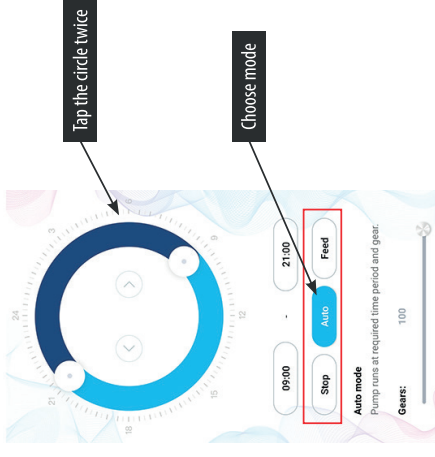 Tap the circle twice
Choose mode
24
3
6
9
12
15
18
21
09:00 - 21:00
Stop Auto Feed
Auto mode
Pump runs at required time period and gear.
Gears: 100